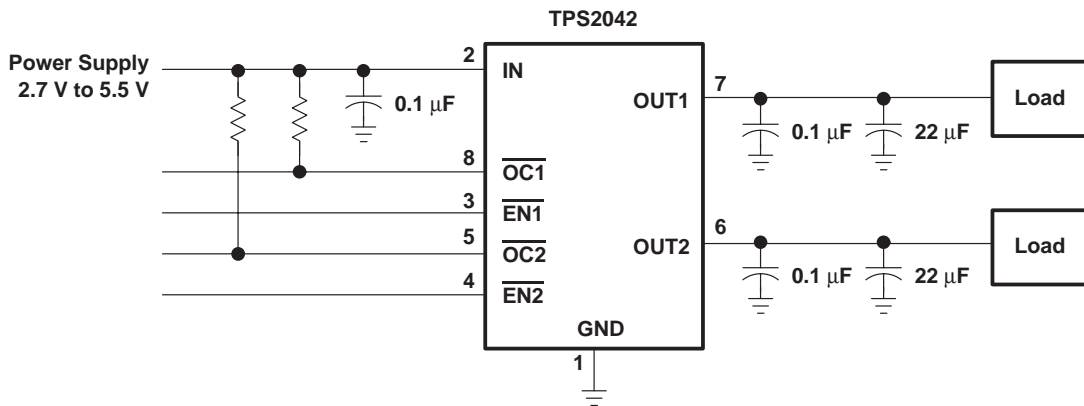 TPS2042
Power Supply
2.7 V to 5.5 V
2
IN
0.1 μF
OUT1
7
Load
0.1 μF
22 μF
8
OC1
3
EN1
5
OC2
4
EN2
OUT2
6
Load
0.1 μF
22 μF
GND
1